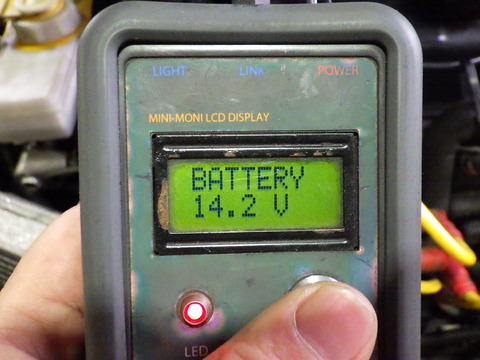 LIGHT LINK POWER
MINI-MONI LCD DISPLAY
BATTERY
14.2 V
LED